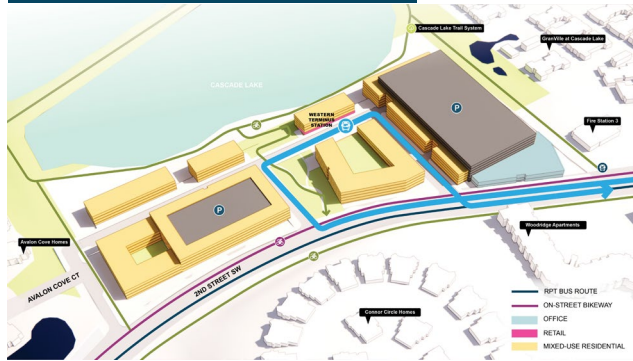 Cascade Lake Trail System
GranVille at Cascade Lake
CASCADE LAKE
WESTERN
TERMINUS
STATION
P
Fire Station 3
P
Woodridge Apartments
Avalon Cove Homes
AVALON COVE CT
2ND STREET SW
Connor Circle Homes
RPT BUS ROUTE
ON-STREET BIKEWAY
OFFICE
RETAIL
MIXED-USE RESIDENTIAL